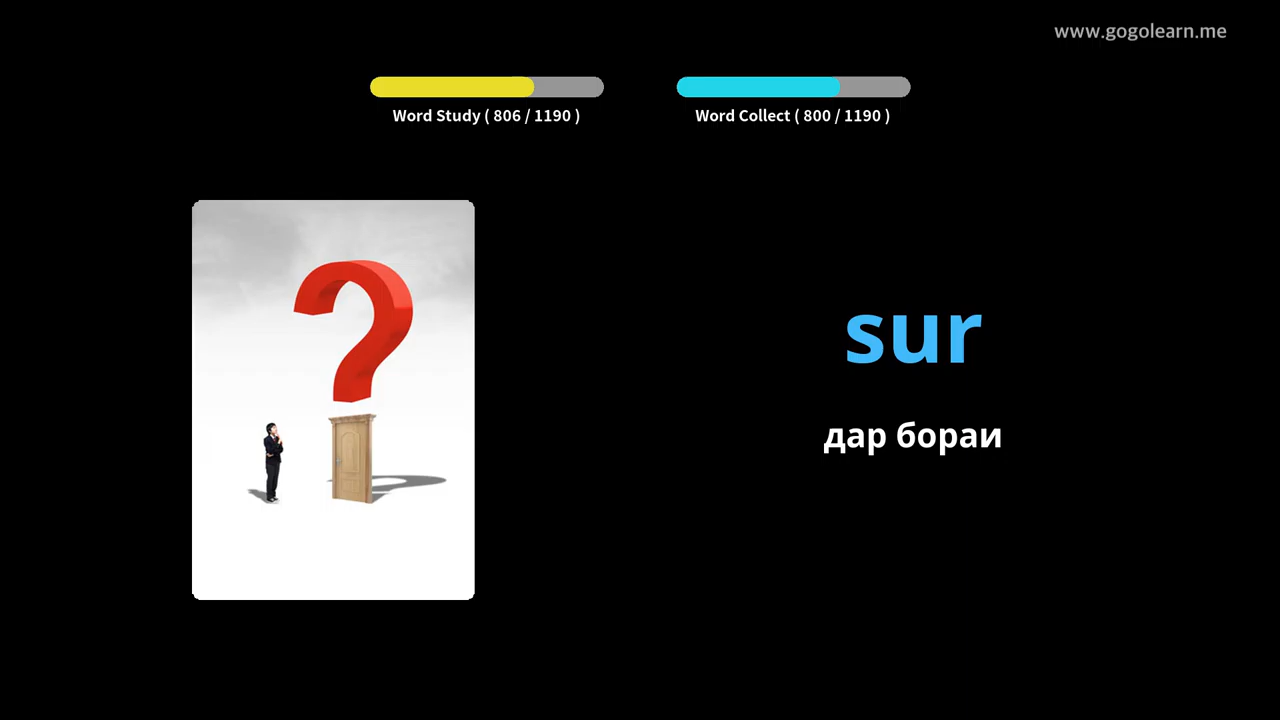 www.gogolearn.me
Word Study ( 806 / 1190 )
Word Collect ( 800 / 1190 )
sur
дар бораи